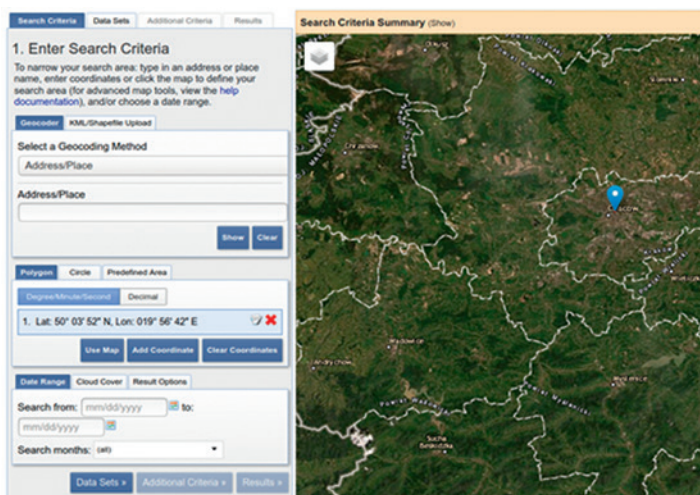 Search Criteria
Data Sets
Additional Criteria
Results
1. Enter Search Criteria
To narrow your search area: type in an address or place
name, enter coordinates or click the map to define your
search area (for advanced map tools, view the help
documentation), and/or choose a date range.
Geocoder
KML/Shapefile Upload
Select a Geocoding Method
Address/Place
Address/Place
Show
Clear
Polygon
Circle
Predefined Area
Degree/Minute/Second
Decimal
1. Lat: 50° 03' 52" N, Lon: 019° 56' 42" E
Use Map
Add Coordinate
Clear Coordinates
Date Range
Cloud Cover
Result Options
Search from: mm/dd/yyyy to:
mm/dd/yyyy
Search months: (all)
Data Sets »
Additional Criteria »
Results »
Search Criteria Summary (Show)
Andrychów
Sucha
Beskidzka